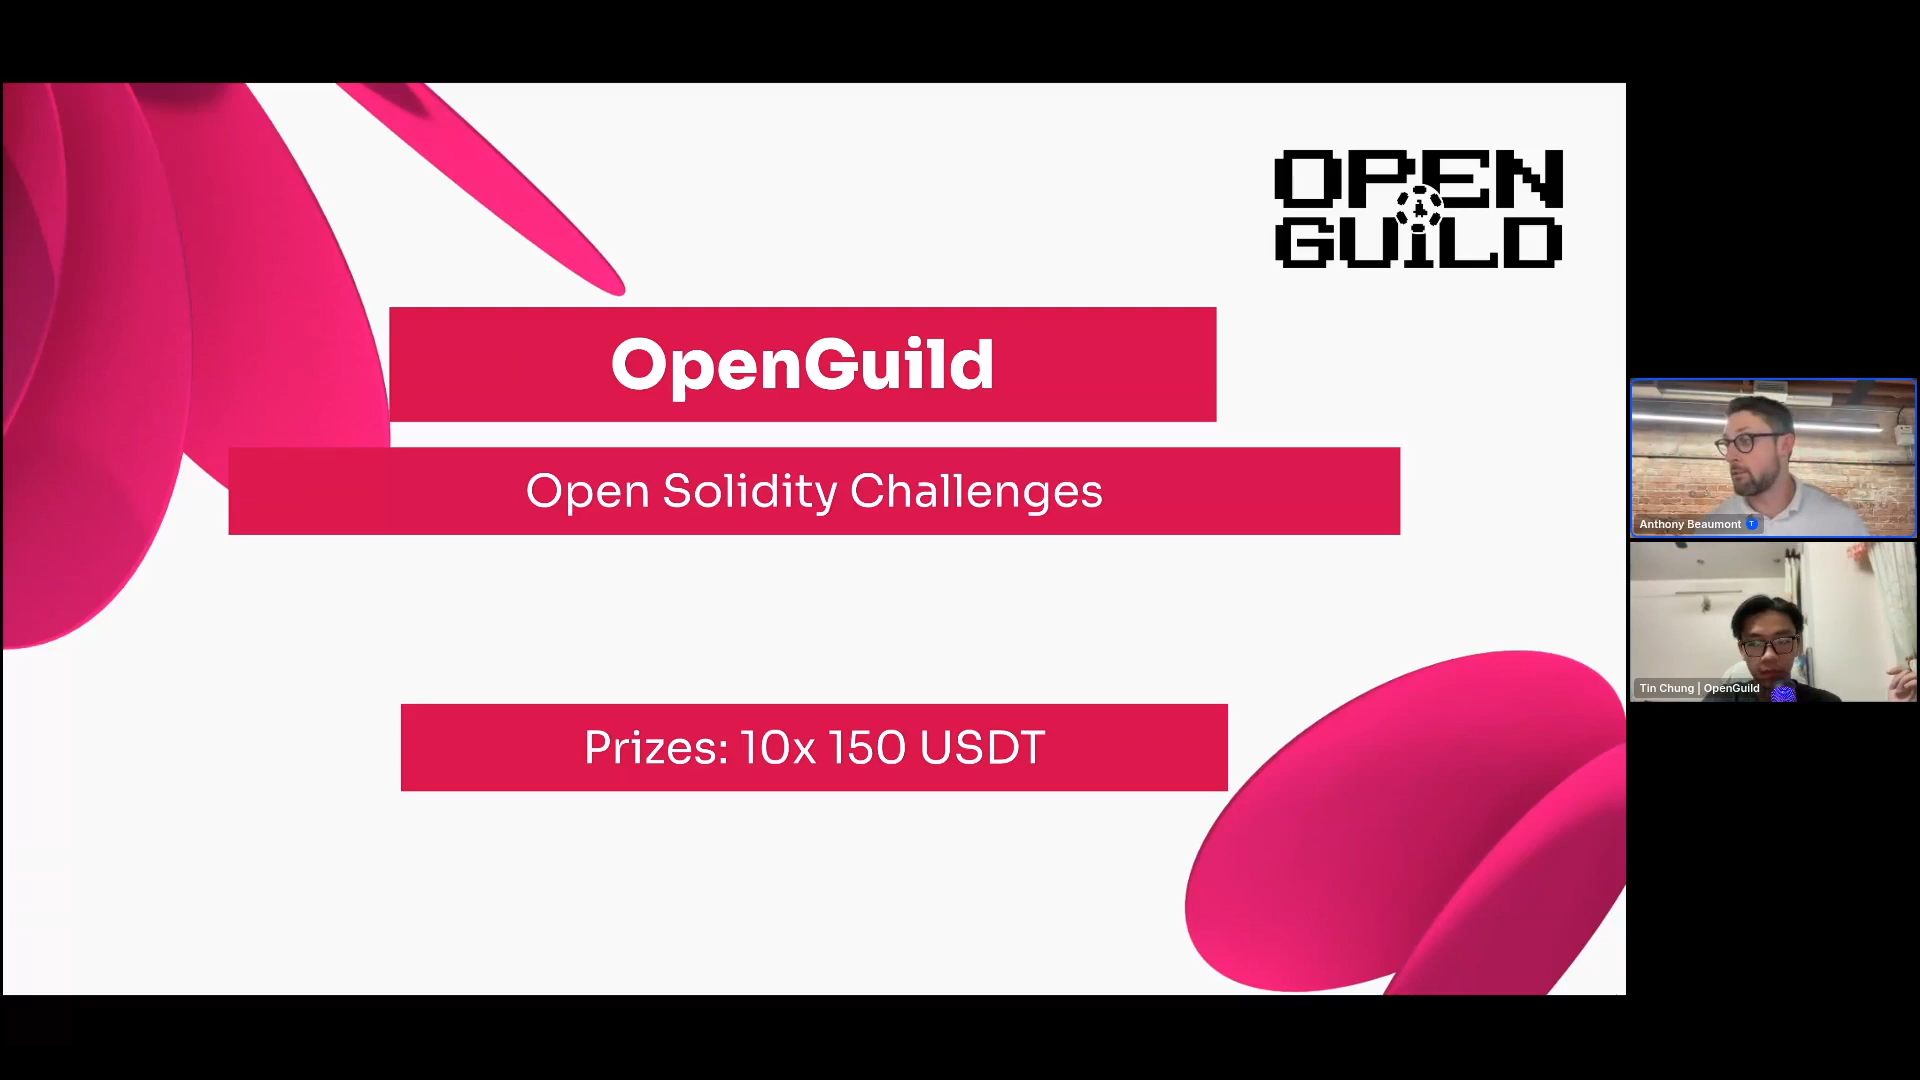 OPEN
GUiLD
OpenGuild
Open Solidity Challenges
Prizes: 10x 150 USDT
Anthony Beaumont
Tin Chung | OpenGuild